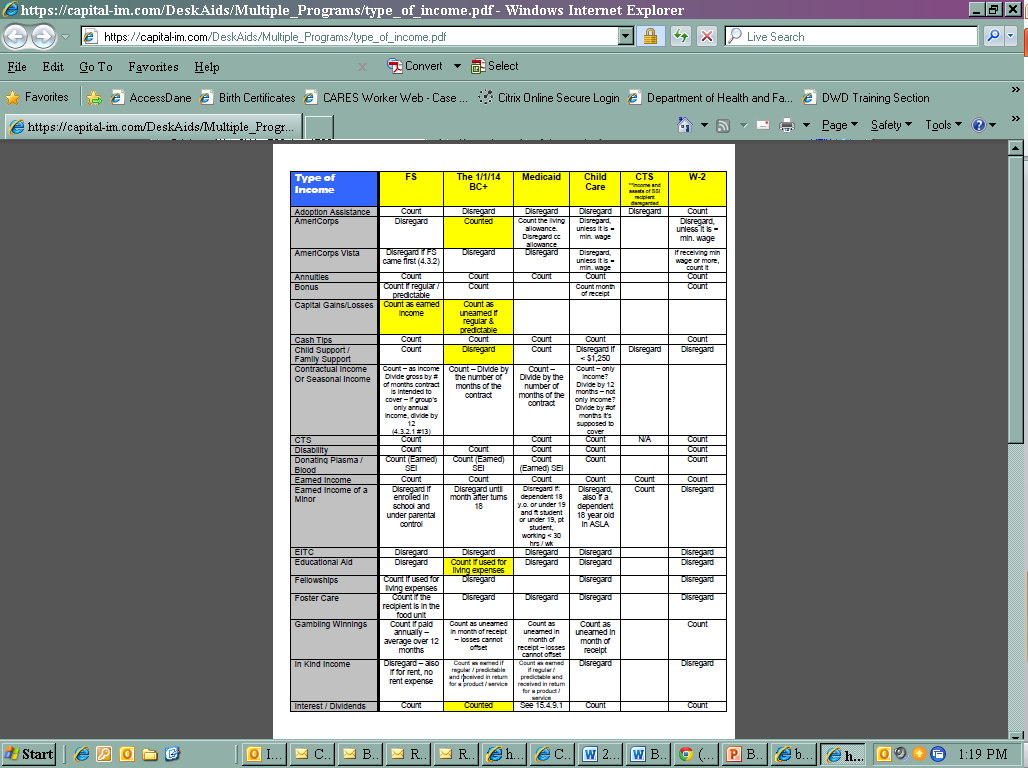 https://capital-im.com/DeskAids/Multiple_Programs/type_of_income.pdf - Windows Internet Explorer
https://capital-im.com/DeskAids/Multiple_Programs/type_of_income.pdf
Live Search
File Edit Go To Favorites Help x Convert Select
Favorites AccessDane Birth Certificates CARES Worker Web - Case ... Citrix Online Secure Login Department of Health and Fa... DWD Training Section »
https://capital-im.com/DeskAids/Multiple_Progr... Page Safety Tools »
Type of Income FS The 1/1/14 BC+ Medicaid Child Care CTS **income and assets of SSI recipient disregarded W-2
Adoption Assistance Count Disregard Disregard Disregard Disregard Count
AmeriCorps Disregard Counted Count the living allowance. Disregard cc allowance Disregard, unless it is = min. wage Disregard, unless it is = min. wage
AmeriCorps Vista Disregard if FS came first (4.3.2) Disregard Disregard Disregard, unless it is = min. wage If receiving min wage or more, count it
Annuities Count Count Count Count Count
Bonus Count if regular / predictable Count Count month of receipt Count
Capital Gains/Losses Count as earned income Count as unearned if regular & predictable
Cash Tips Count Count Count Count Count
Child Support / Family Support Count Disregard Count Disregard if < $1,250 Disregard Disregard
Contractual Income Or Seasonal Income Count – as income Divide gross by # of months contract is intended to cover – if group's only annual income, divide by 12 (4.3.2.1 #13) Count – Divide by the number of months of the contract Count – Divide by the number of months of the contract Count – only income? Divide by 12 months – not only income? Divide by #of months it's supposed to cover
CTS Count Count Count N/A Count
Disability Count Count Count Count Count
Donating Plasma / Blood Count (Earned) SEI Count (Earned) SEI Count (Earned) SEI Count Count
Earned Income Count Count Count Count Count Count
Earned Income of a Minor Disregard if enrolled in school and under parental control Disregard until month after turns 18 Disregard if: dependent 18 y.o. or under 19 and ft student or under 19, pt student, working < 30 hrs / wk Disregard, also if a dependent 18 year old in ASLA Count Disregard
EITC Disregard Disregard Disregard Disregard Disregard
Educational Aid Disregard Count if used for living expenses Disregard Disregard Disregard
Fellowships Count if used for living expenses Disregard Disregard Disregard
Foster Care Count if the recipient is in the food unit Disregard Disregard Disregard Disregard
Gambling Winnings Count if paid annually – average over 12 months Count as unearned in month of receipt – losses cannot offset Count as unearned in month of receipt – losses cannot offset Count as unearned in month of receipt Count
In Kind Income Disregard – also if for rent, no rent expense Count as earned if regular / predictable and received in return for a product / service Count as earned if regular / predictable and received in return for a product / service Disregard Disregard
Interest / Dividends Count Counted See 15.4.9.1 Count Count
Start I... C... B... R... R... h... C... 2... B... (... B... b... h... 1:19 PM